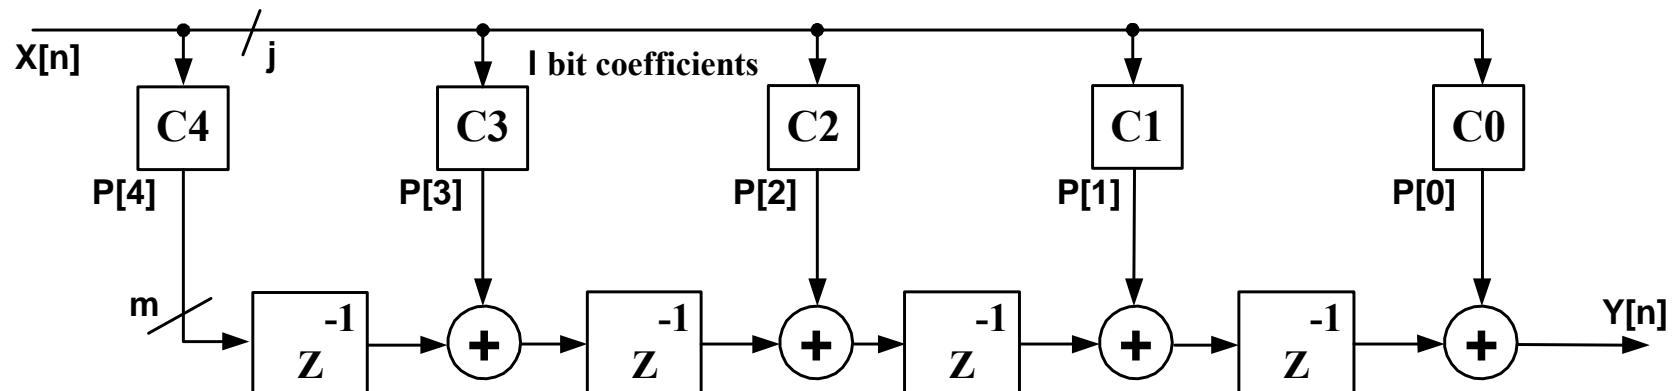 X[n]
j
l bit coefficients
C4 C3 C2 C1 C0
P[4] P[3] P[2] P[1] P[0]
m
Z-1 + Z-1 + Z-1 + Z-1 +
Y[n]